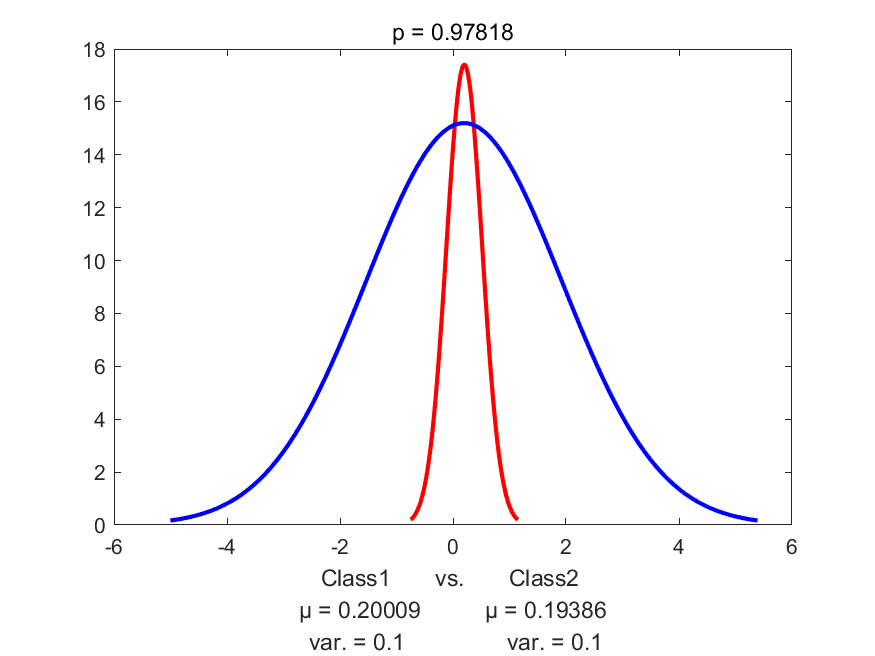 p = 0.97818
18
16
14
12
10
8
6
4
2
0
-6 -4 -2 0 2 4 6
Class1 vs. Class2
μ = 0.20009 μ = 0.19386
var. = 0.1 var. = 0.1